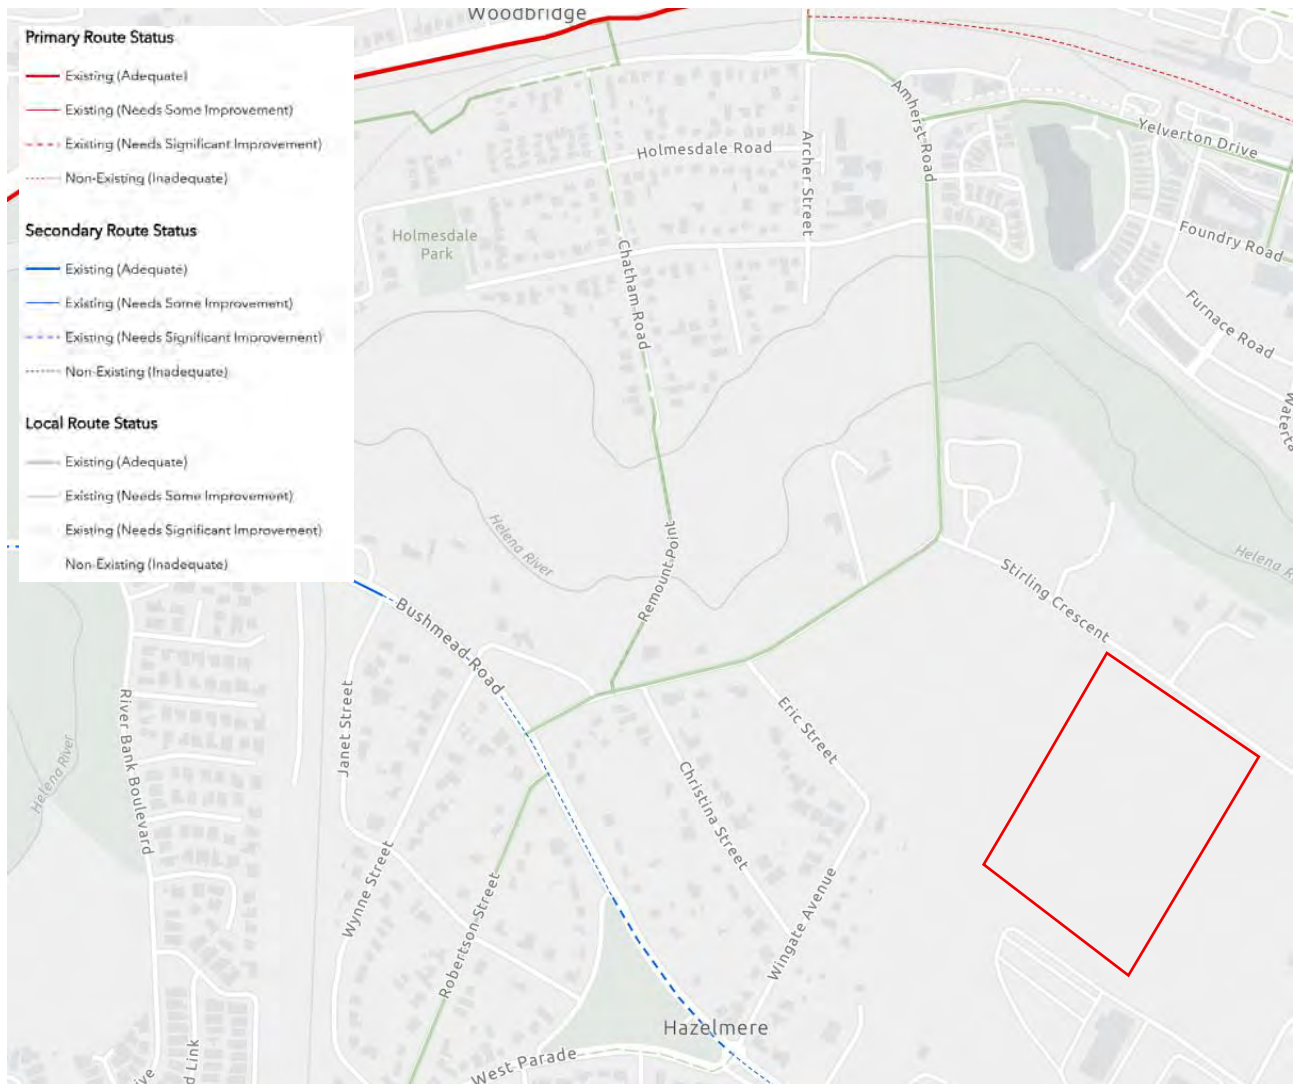 Woodbridge
Primary Route Status
Existing (Adequate)
Existing (Needs Some Improvement)
Existing (Needs Significant Improvement)
Non-Existing (Inadequate)
Secondary Route Status
Existing (Adequate)
Existing (Needs Some Improvement)
Existing (Needs Significant Improvement)
Non-Existing (Inadequate)
Local Route Status
Existing (Adequate)
Existing (Needs Some Improvement)
Existing (Needs Significant Improvement)
Non-Existing (Inadequate)
Amherst Road
Yelverton Drive
Holmesdale Road
Archer Street
Holmesdale
Park
Chatham Road
Foundry Road
Furnace Road
Helena River
Remount Point
Helena R
Stirling Crescent
Bushmead Road
River Bank Boulevard
Janet Street
Eric Street
Helena River
Christina Street
Wynne Street
Robertson Street
Wingate Avenue
Hazelmere
West Parade
Link